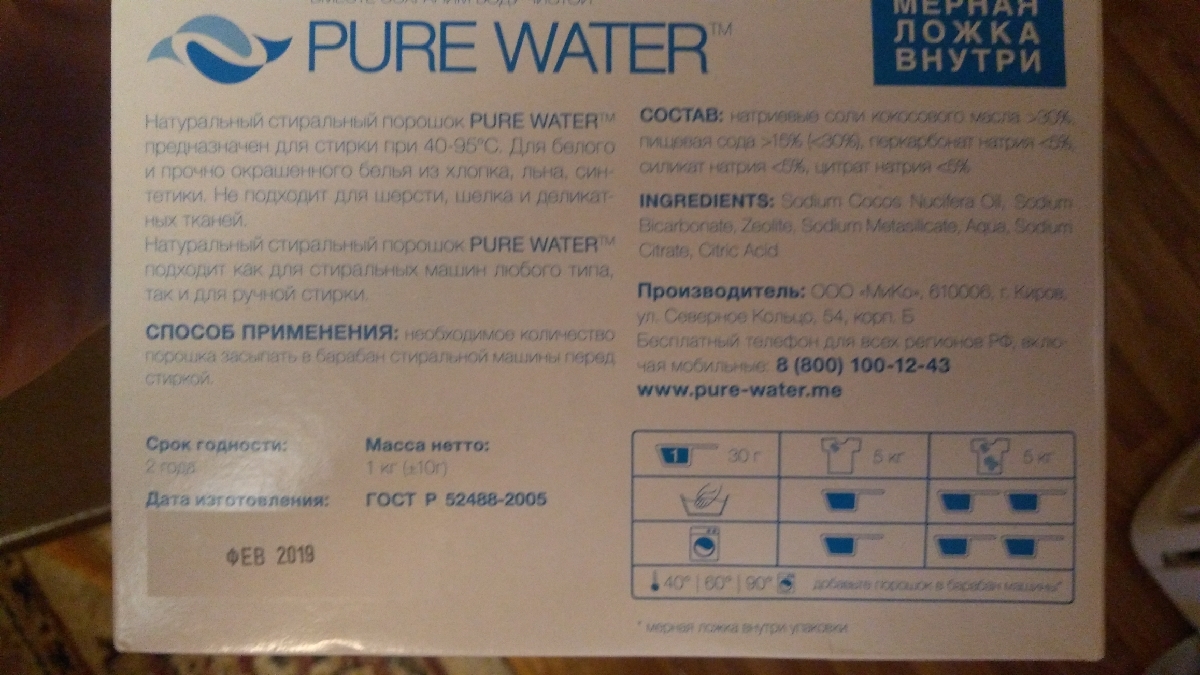 ВМЕСТЕ СОХРАНИМ ВОДУ ЧИСТОЙ
PURE WATER™
МЕРНАЯ
ЛОЖКА
ВНУТРИ
Натуральный стиральный порошок PURE WATER™
предназначен для стирки при 40-95°С. Для белого
и прочно окрашенного белья из хлопка, льна, син-
тетики. Не подходит для шерсти, шелка и деликат-
ных тканей.
Натуральный стиральный порошок PURE WATER™
подходит как для стиральных машин любого типа,
так и для ручной стирки.
СПОСОБ ПРИМЕНЕНИЯ: необходимое количество
порошка засыпать в барабан стиральной машины перед
стиркой.
Срок годности:
2 года
Масса нетто:
1 кг (±10г)
Дата изготовления:
ГОСТ Р 52488-2005
ФЕВ 2019
СОСТАВ: натриевые соли кокосового масла >30%,
пищевая сода >15% (<30%), перкарбонат натрия <5%,
силикат натрия <5%, цитрат натрия <5%
INGREDIENTS: Sodium Cocos Nucifera Oil, Sodium
Bicarbonate, Zeolite, Sodium Metasilicate, Aqua, Sodium
Citrate, Citric Acid
Производитель: ООО «МиКо», 610006, г. Киров,
ул. Северное Кольцо, 54, корп. Б
Бесплатный телефон для всех регионов РФ, вклю-
чая мобильные: 8 (800) 100-12-43
www.pure-water.me
1 30 г 5 кг 5 кг
40° | 60° | 90° добавьте порошок в барабан машины*
* мерная ложка внутри упаковки